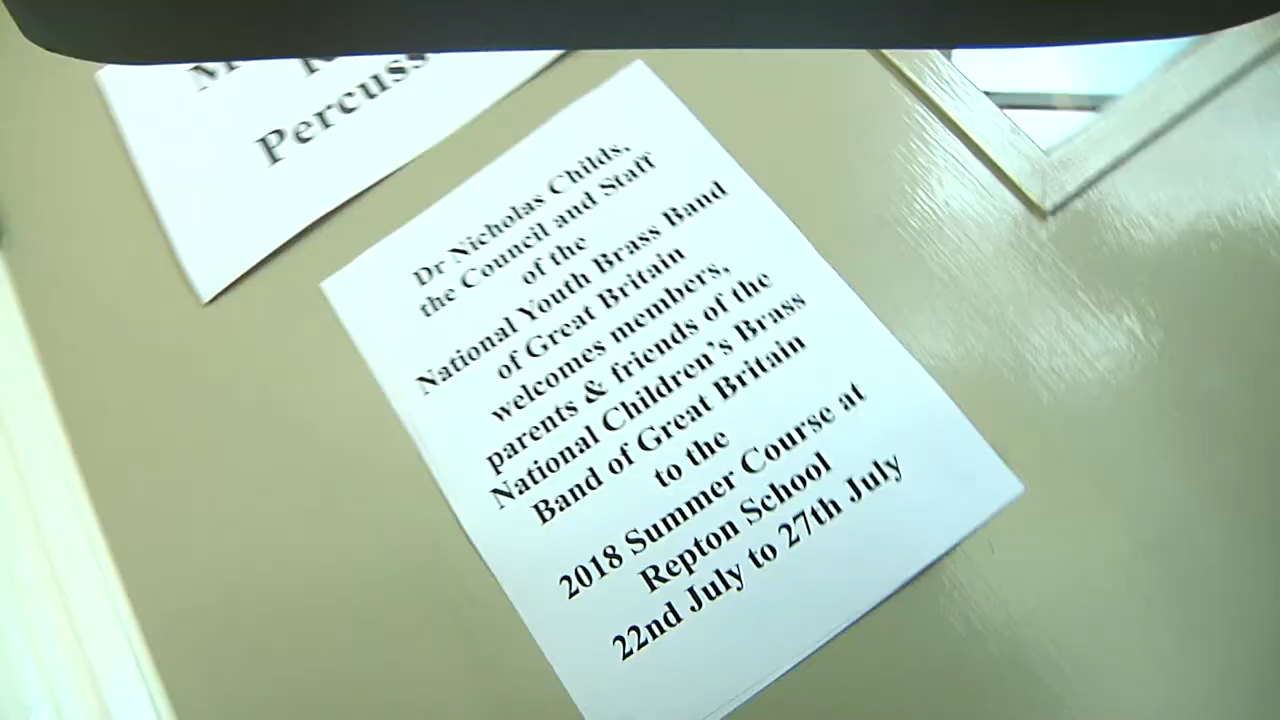 Percuss
Dr Nicholas Childs,
the Council and Staff
of the
National Youth Brass Band
of Great Britain
welcomes members,
parents & friends of the
National Children's Brass
Band of Great Britain
to the
2018 Summer Course at
Repton School
22nd July to 27th July